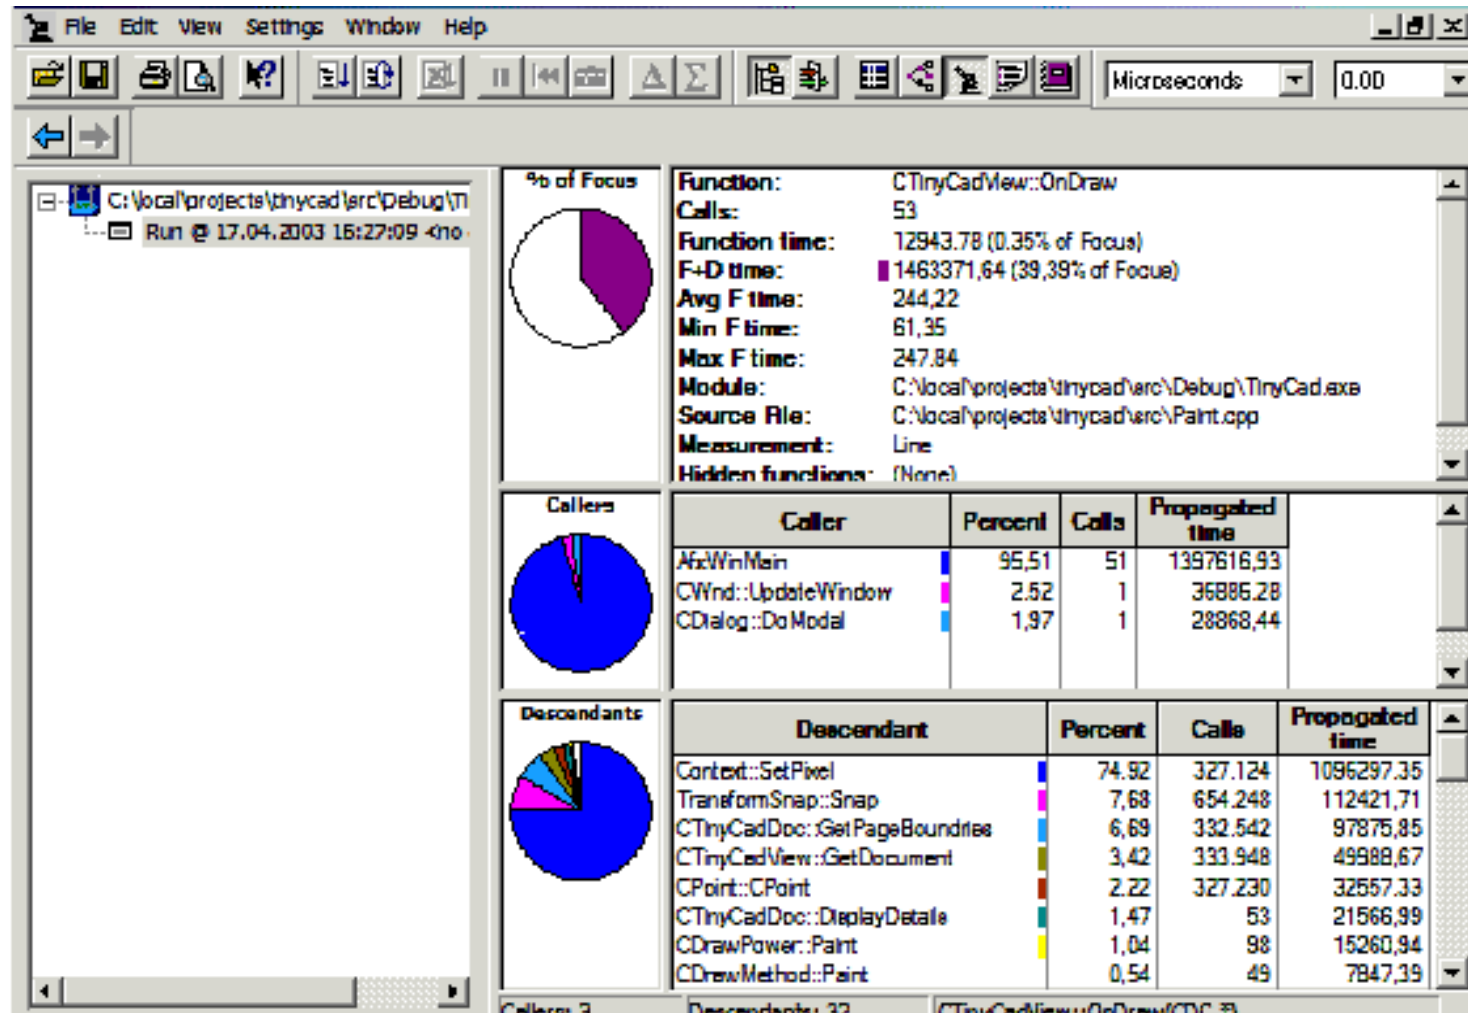 File Edit View Settings Window Help
Microseconds 0.00
C:\local\projects\tinycad\src\Debug\Ti
Run @ 17.04.2003 16:27:09 <no
% of Focus
Function: CTinyCadView::OnDraw
Calls: 53
Function time: 12943.78 (0.35% of Focus)
F+D time: 1463371,64 (39,39% of Focus)
Avg F time: 244,22
Min F time: 61,35
Max F time: 247.84
Module: C:\local\projects\tinycad\src\Debug\TinyCad.exe
Source File: C:\local\projects\tinycad\src\Paint.cpp
Measurement: Line
Hidden functions: (None)
Callers
Caller Percent Calls Propagated time
AfxWinMain 95,51 51 1397616,93
CWnd::UpdateWindow 2.52 1 36886.28
CDialog::DoModal 1,97 1 28868,44
Descendants
Descendant Percent Calls Propagated time
Context::SetPixel 74.92 327.124 1096297.35
TransformSnap::Snap 7,68 654.248 112421,71
CTinyCadDoc::GetPageBoundries 6,69 332.542 97875,85
CTinyCadView::GetDocument 3,42 333.948 49988,67
CPoint::CPoint 2.22 327.230 32557.33
CTinyCadDoc::DisplayDetails 1,47 53 21566,99
CDrawPower::Paint 1,04 98 15260,94
CDrawMethod::Paint 0,54 49 7847,39
Callers: 3 Descendants: 32 CTinyCadView::OnDraw(CDC *)